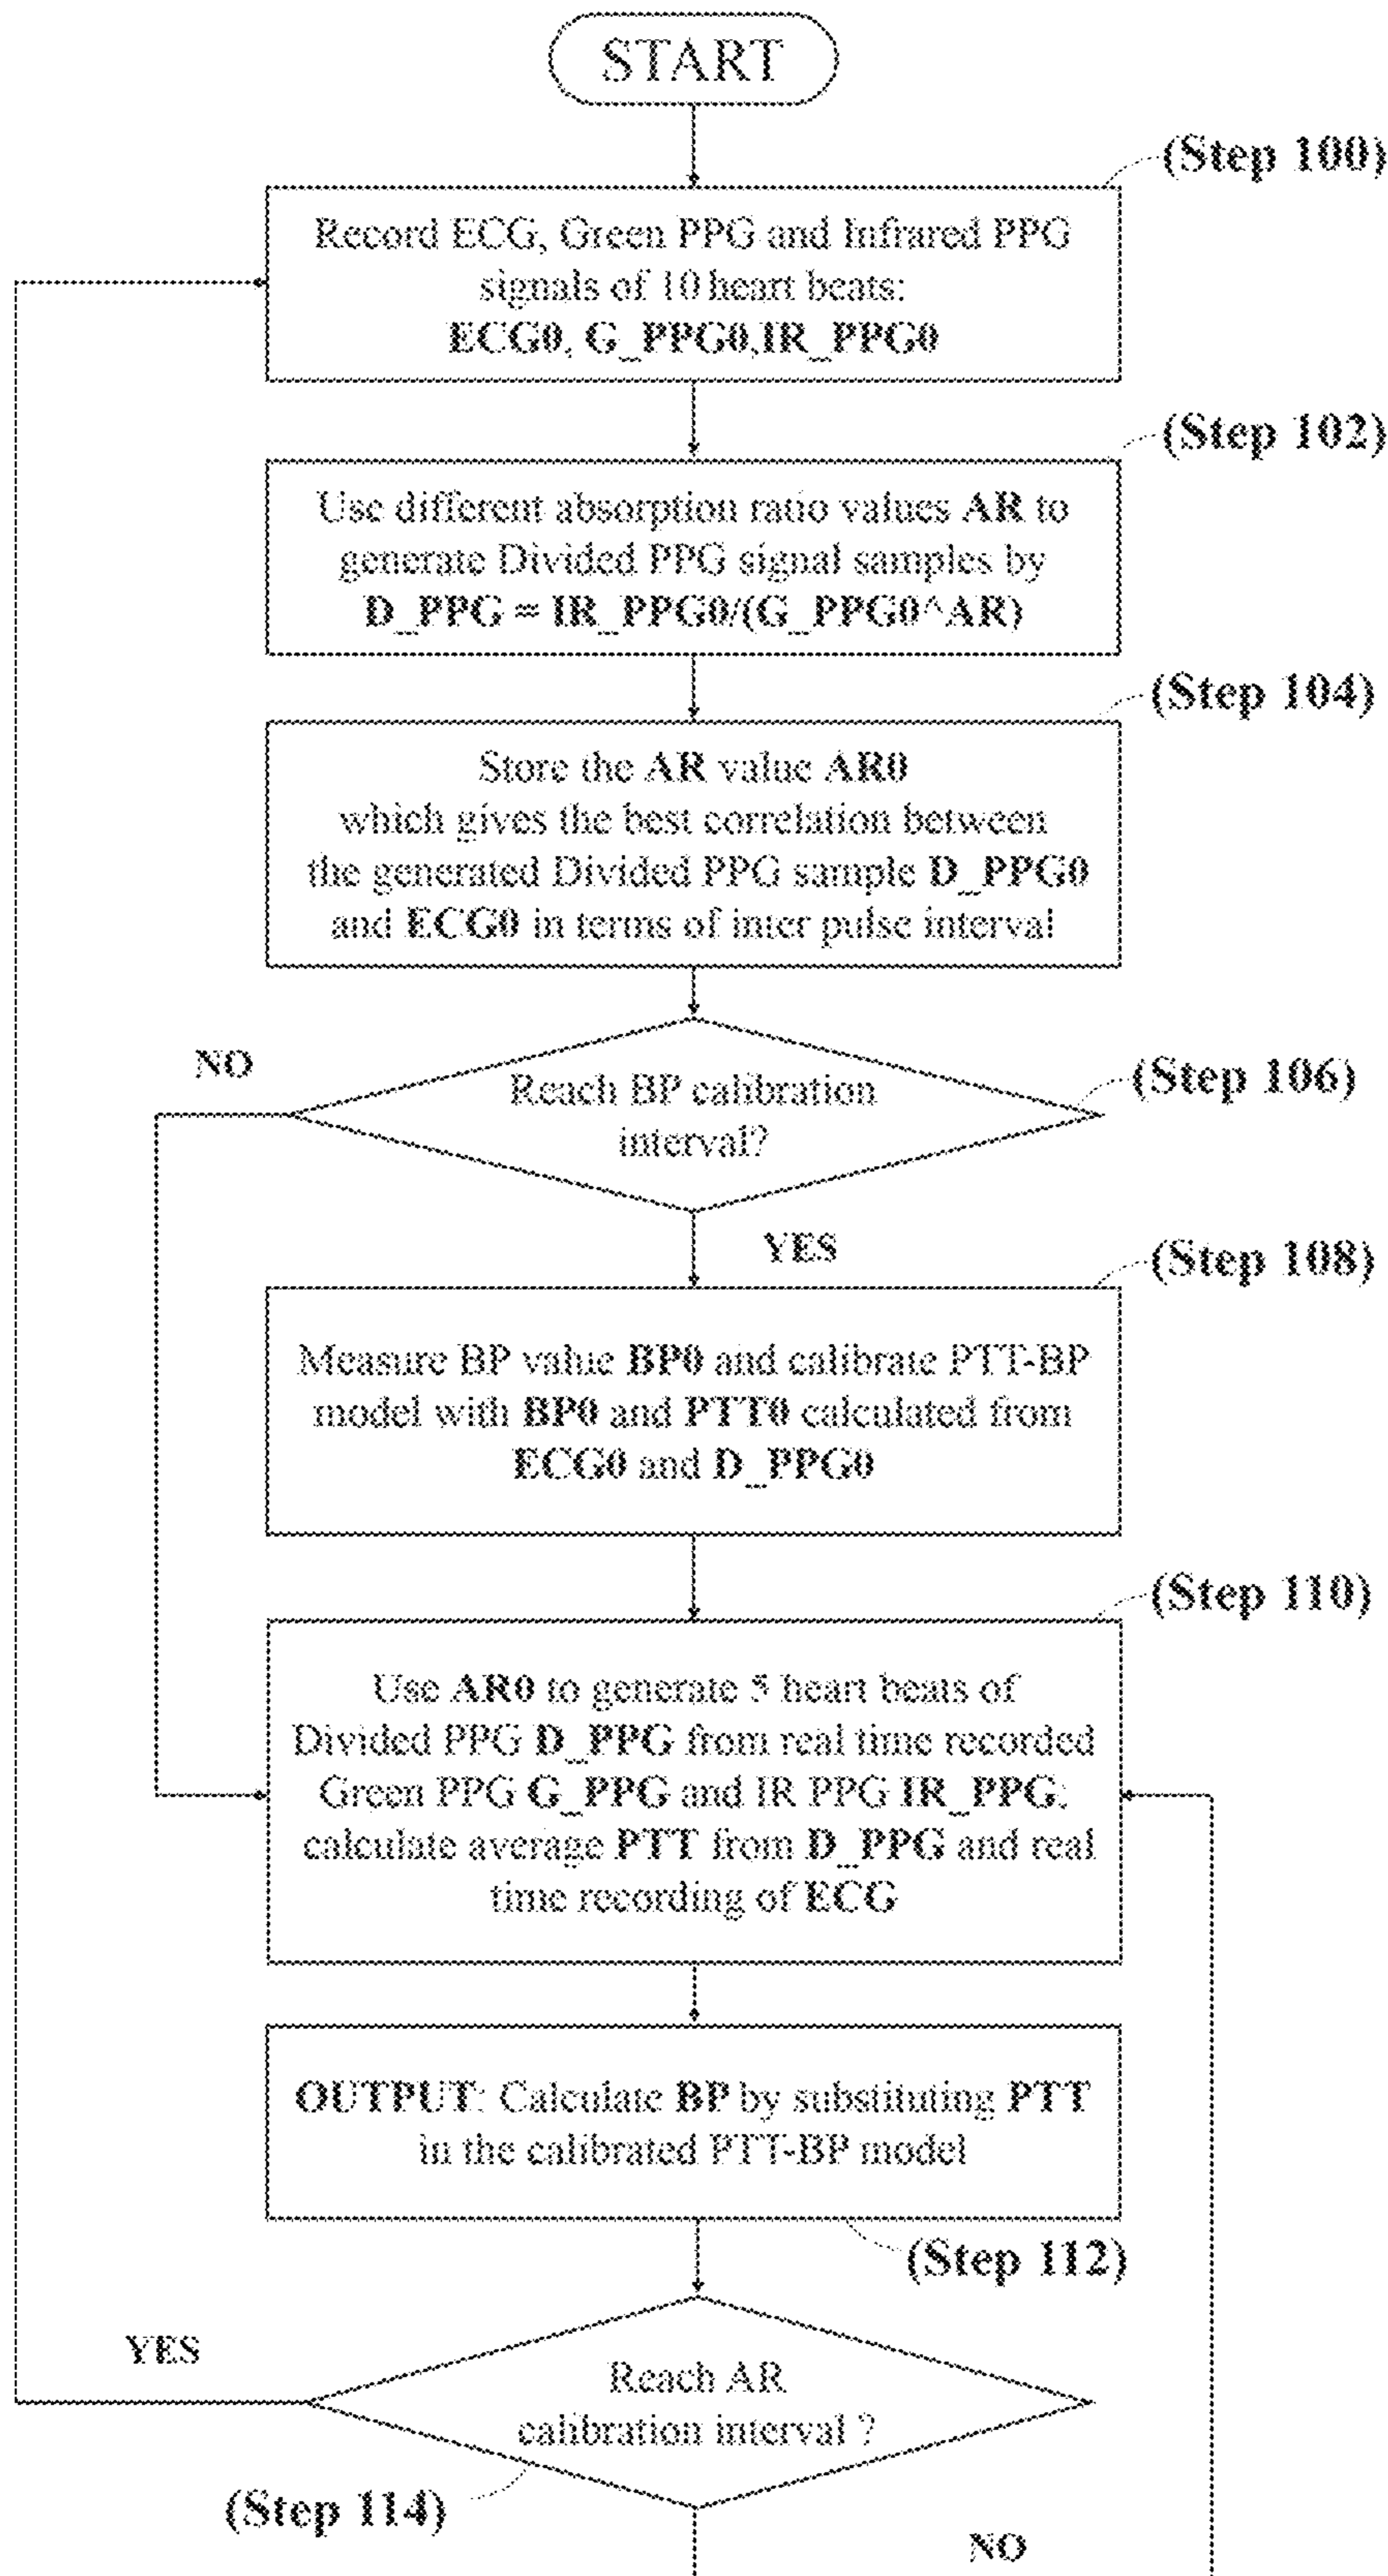 START
(Step 100)
Record ECG, Green PPG and Infrared PPG
signals of 10 heart beats:
ECG0, G_PPG0,IR_PPG0
(Step 102)
Use different absorption ratio values AR to
generate Divided PPG signal samples by
D_PPG = IR_PPG0/(G_PPG0^AR)
(Step 104)
Store the AR value AR0
which gives the best correlation between
the generated Divided PPG sample D_PPG0
and ECG0 in terms of inter pulse interval
NO
Reach BP calibration
interval?
(Step 106)
YES
(Step 108)
Measure BP value BP0 and calibrate PTT-BP
model with BP0 and PTT0 calculated from
ECG0 and D_PPG0
(Step 110)
Use AR0 to generate 5 heart beats of
Divided PPG D_PPG from real time recorded
Green PPG G_PPG and IR PPG IR_PPG;
calculate average PTT from D_PPG and real
time recording of ECG
OUTPUT: Calculate BP by substituting PTT
in the calibrated PTT-BP model
(Step 112)
YES
Reach AR
calibration interval ?
(Step 114)
NO